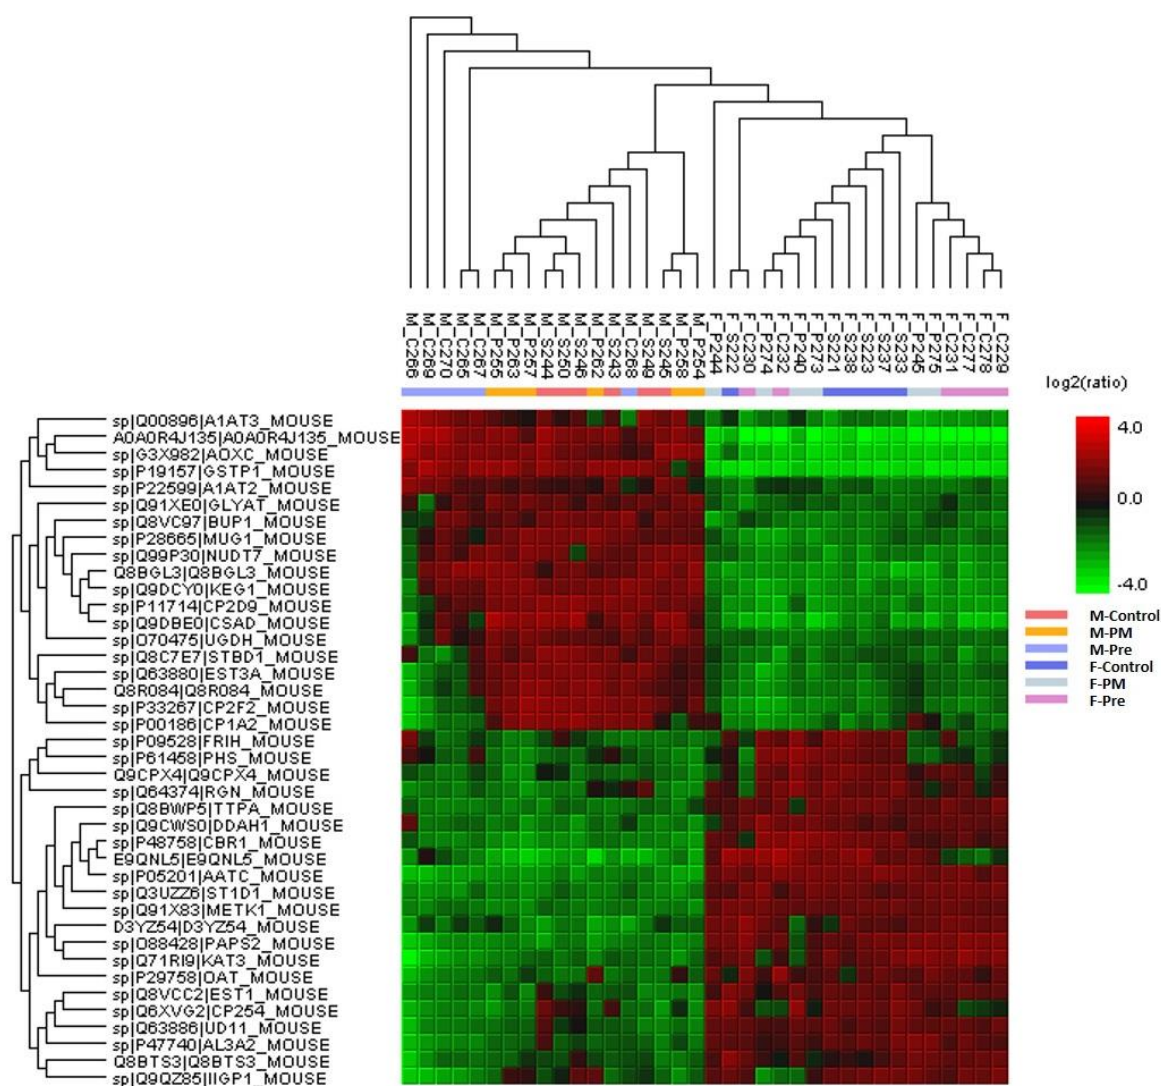 M_C266
M_C269
M_C270
M_C265
M_C267
M_P255
M_P263
M_P257
M_S244
M_S250
M_S246
M_P262
M_S243
M_C268
M_S249
M_S245
M_P268
M_P254
F_P244
F_S222
F_C230
F_P274
F_C232
F_P240
F_P273
F_S221
F_S238
F_S223
F_S237
F_S233
F_P245
F_P275
F_C231
F_C277
F_C278
F_C229
log2(ratio)
4.0
0.0
-4.0
M-Control
M-PM
M-Pre
F-Control
F-PM
F-Pre
sp|Q00896|A1AT3_MOUSE
A0A0R4J135|A0A0R4J135_MOUSE
sp|G3X982|AOXC_MOUSE
sp|P19157|GSTP1_MOUSE
sp|P22599|A1AT2_MOUSE
sp|Q91XE0|GLYAT_MOUSE
sp|Q8VC97|BUP1_MOUSE
sp|P28665|MUG1_MOUSE
sp|Q99P30|NUDT7_MOUSE
Q8BGL3|Q8BGL3_MOUSE
sp|Q9DCY0|KEG1_MOUSE
sp|P11714|CP2D9_MOUSE
sp|Q9DBE0|CSAD_MOUSE
sp|O70475|UGDH_MOUSE
sp|Q8C7E7|STBD1_MOUSE
sp|Q63880|EST3A_MOUSE
Q8R084|Q8R084_MOUSE
sp|P33267|CP2F2_MOUSE
sp|P00186|CP1A2_MOUSE
sp|P09528|FRIH_MOUSE
sp|P61458|PHS_MOUSE
Q9CPX4|Q9CPX4_MOUSE
sp|Q64374|RGN_MOUSE
sp|Q8BWP5|TTPA_MOUSE
sp|Q9CWS0|DDAH1_MOUSE
sp|P48758|CBR1_MOUSE
E9QNL5|E9QNL5_MOUSE
sp|P05201|AATC_MOUSE
sp|Q3UZZ6|ST1D1_MOUSE
sp|Q91X83|METK1_MOUSE
D3YZ54|D3YZ54_MOUSE
sp|O88428|PAPS2_MOUSE
sp|Q71RI9|KAT3_MOUSE
sp|P29758|OAT_MOUSE
sp|Q8VCC2|EST1_MOUSE
sp|Q6XVG2|CP254_MOUSE
sp|Q63886|UD11_MOUSE
sp|P47740|AL3A2_MOUSE
Q8BTS3|Q8BTS3_MOUSE
sp|Q9QZ85|IIGP1_MOUSE